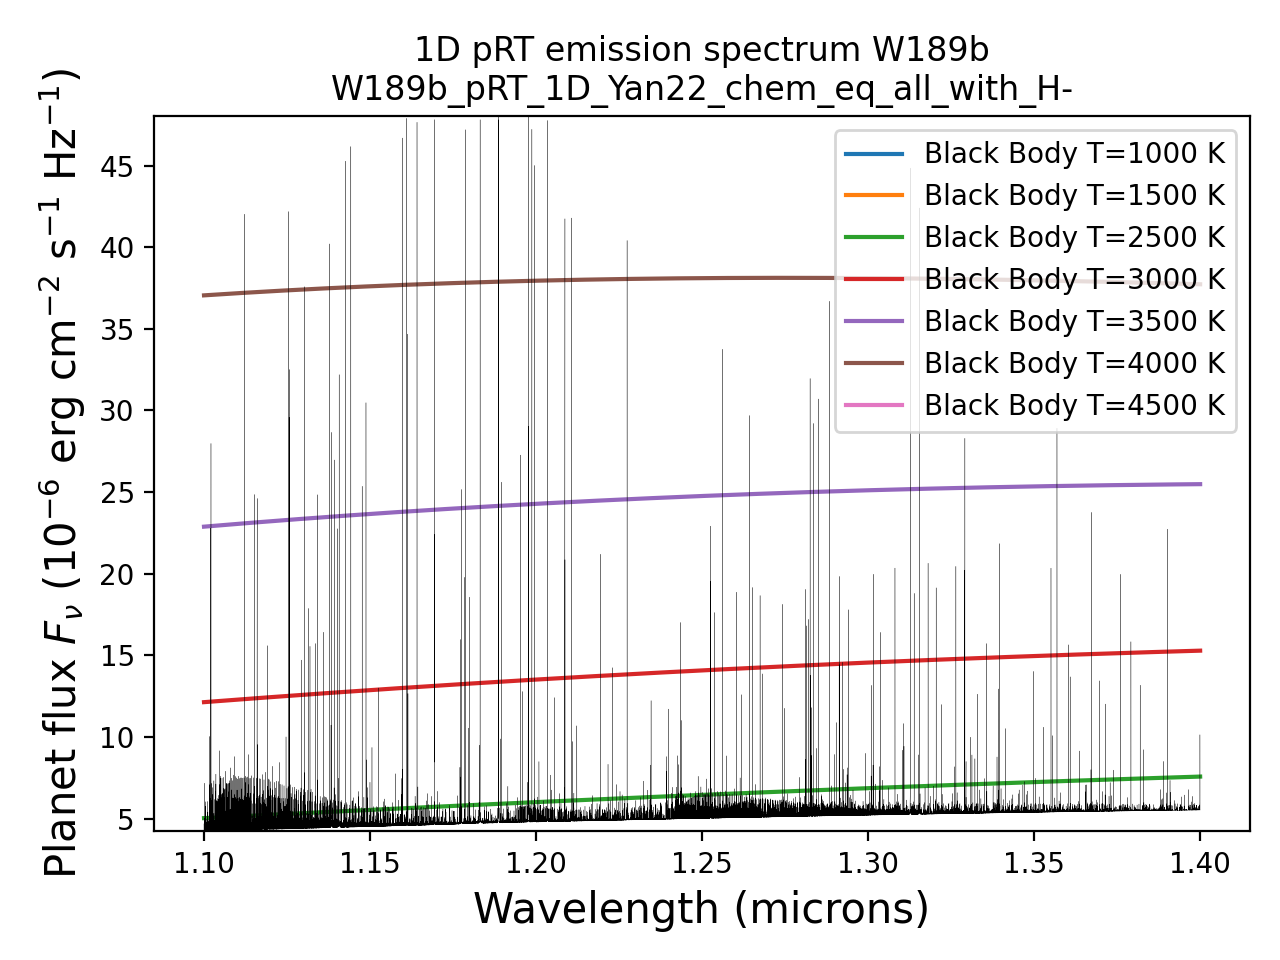 1D pRT emission spectrum W189b
W189b_pRT_1D_Yan22_chem_eq_all_with_H-
Planet flux Fν (10⁻⁶ erg cm⁻² s⁻¹ Hz⁻¹)
45
40
35
30
25
20
15
10
5
Black Body T=1000 K
Black Body T=1500 K
Black Body T=2500 K
Black Body T=3000 K
Black Body T=3500 K
Black Body T=4000 K
Black Body T=4500 K
1.10 1.15 1.20 1.25 1.30 1.35 1.40
Wavelength (microns)